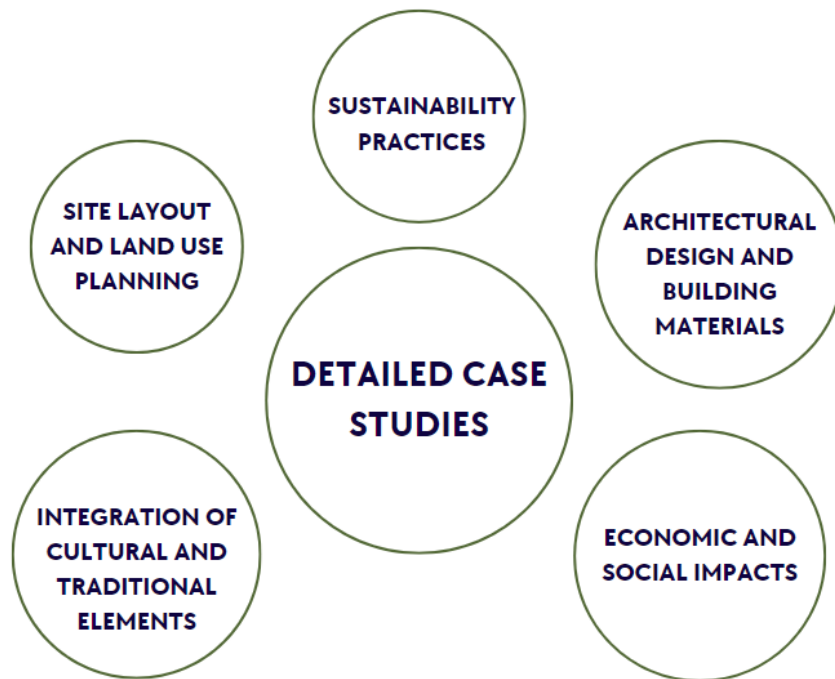 SUSTAINABILITY
PRACTICES
SITE LAYOUT
AND LAND USE
PLANNING
ARCHITECTURAL
DESIGN AND
BUILDING
MATERIALS
DETAILED CASE
STUDIES
INTEGRATION OF
CULTURAL AND
TRADITIONAL
ELEMENTS
ECONOMIC AND
SOCIAL IMPACTS